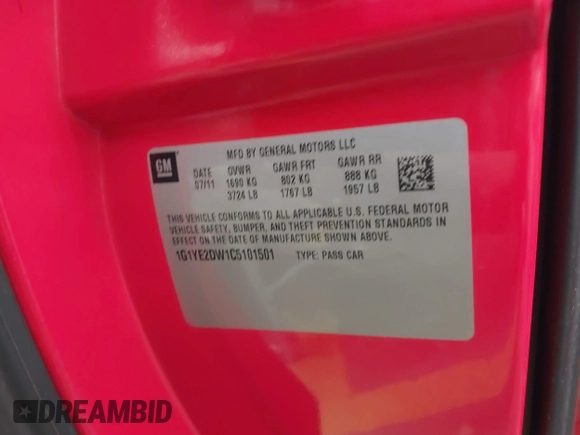 GM
MFD BY GENERAL MOTORS LLC
DATE GVWR GAWR FRT GAWR RR
07/11 1690 KG 802 KG 888 KG
3724 LB 1767 LB 1957 LB
THIS VEHICLE CONFORMS TO ALL APPLICABLE U.S. FEDERAL MOTOR
VEHICLE SAFETY, BUMPER, AND THEFT PREVENTION STANDARDS
IN EFFECT ON THE DATE OF MANUFACTURE SHOWN ABOVE.
1G1YE2DW1C5101501 TYPE: PASS CAR
DREAMBID